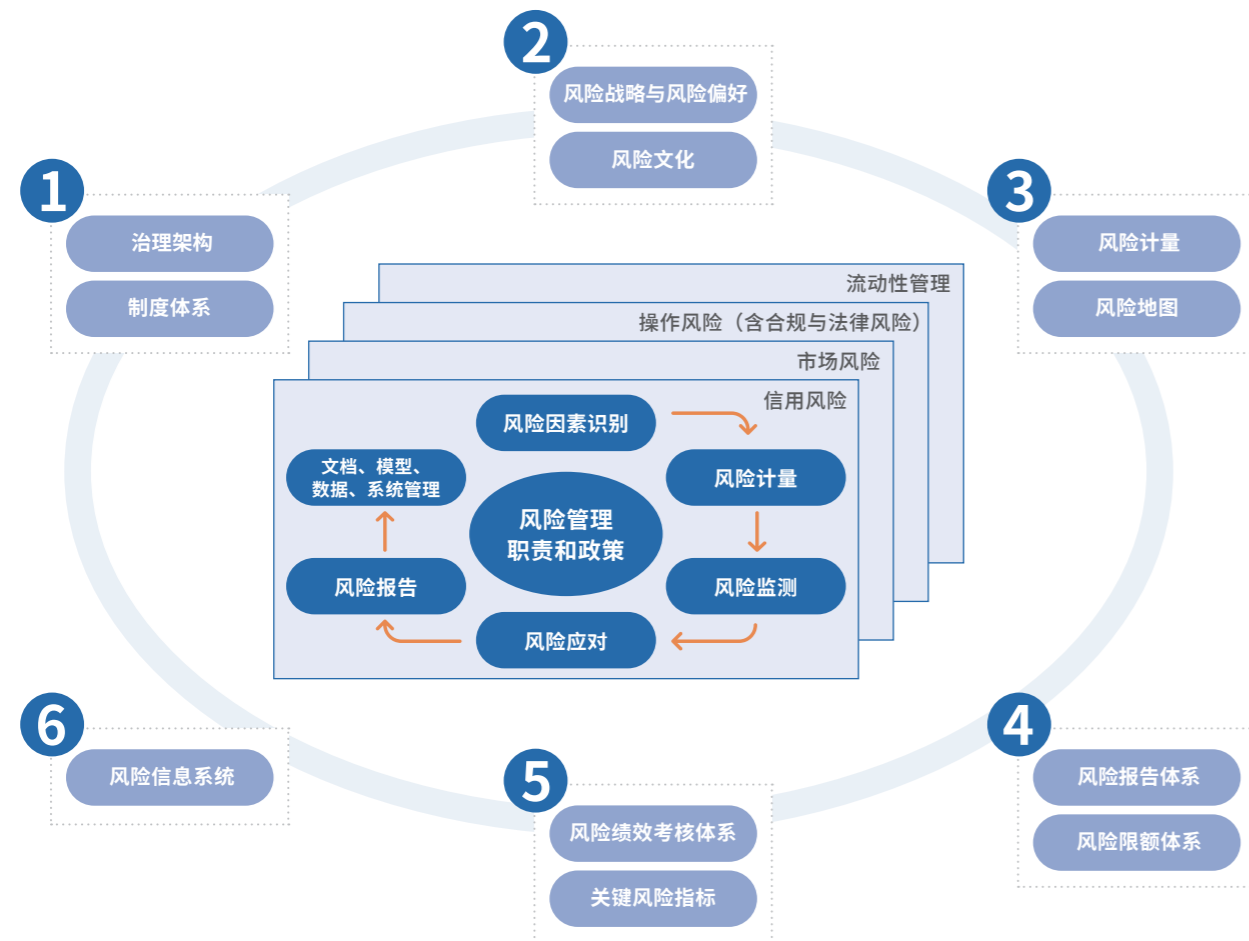 1
治理架构
制度体系
2
风险战略与风险偏好
风险文化
3
风险计量
风险地图
流动性管理
操作风险（含合规与法律风险）
市场风险
信用风险
风险因素识别
风险计量
风险监测
风险应对
风险报告
文档、模型、
数据、系统管理
风险管理
职责和政策
4
风险报告体系
风险限额体系
5
风险绩效考核体系
关键风险指标
6
风险信息系统